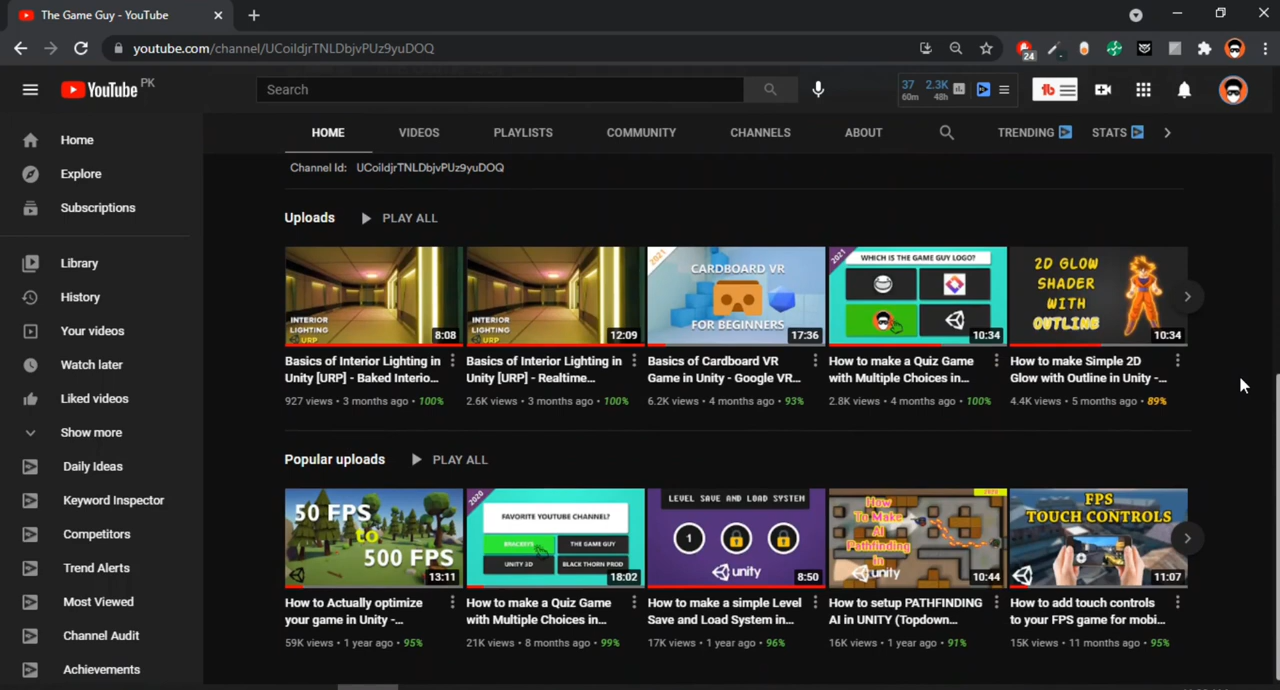 The Game Guy - YouTube
youtube.com/channel/UCoildjrTNLDbjvPUz9yuDOQ
24
YouTube PK
Search
37 60m
2.3K 48h
HOME VIDEOS PLAYLISTS COMMUNITY CHANNELS ABOUT TRENDING STATS
Channel Id: UCoildjrTNLDbjvPUz9yuDOQ
Home
Explore
Subscriptions
Library
History
Your videos
Watch later
Liked videos
Show more
Daily Ideas
Keyword Inspector
Competitors
Trend Alerts
Most Viewed
Channel Audit
Achievements
Uploads PLAY ALL
INTERIOR
LIGHTING
URP
8:08
Basics of Interior Lighting in
Unity [URP] - Baked Interio...
927 views • 3 months ago • 100%
INTERIOR
LIGHTING
URP
12:09
Basics of Interior Lighting in
Unity [URP] - Realtime...
2.6K views • 3 months ago • 100%
2021
CARDBOARD VR
FOR BEGINNERS
17:36
Basics of Cardboard VR
Game in Unity - Google VR...
6.2K views • 4 months ago • 93%
2021
WHICH IS THE GAME GUY LOGO?
10:34
How to make a Quiz Game
with Multiple Choices in...
2.8K views • 4 months ago • 100%
2D GLOW
SHADER
WITH
OUTLINE
10:34
How to make Simple 2D
Glow with Outline in Unity -...
4.4K views • 5 months ago • 89%
Popular uploads PLAY ALL
50 FPS
to
500 FPS
13:11
How to Actually optimize
your game in Unity -...
59K views • 1 year ago • 95%
2020
FAVORITE YOUTUBE CHANNEL?
BRACKEYS THE GAME GUY
UNITY 3D BLACK THORN PROD
18:02
How to make a Quiz Game
with Multiple Choices in...
21K views • 8 months ago • 99%
LEVEL SAVE AND LOAD SYSTEM
1
unity
8:50
How to make a simple Level
Save and Load System in...
17K views • 1 year ago • 96%
How
To Make
AI
Pathfinding
in
unity
10:44
How to setup PATHFINDING
AI in UNITY (Topdown...
16K views • 1 year ago • 91%
FPS
TOUCH CONTROLS
11:07
How to add touch controls
to your FPS game for mobi...
15K views • 11 months ago • 95%